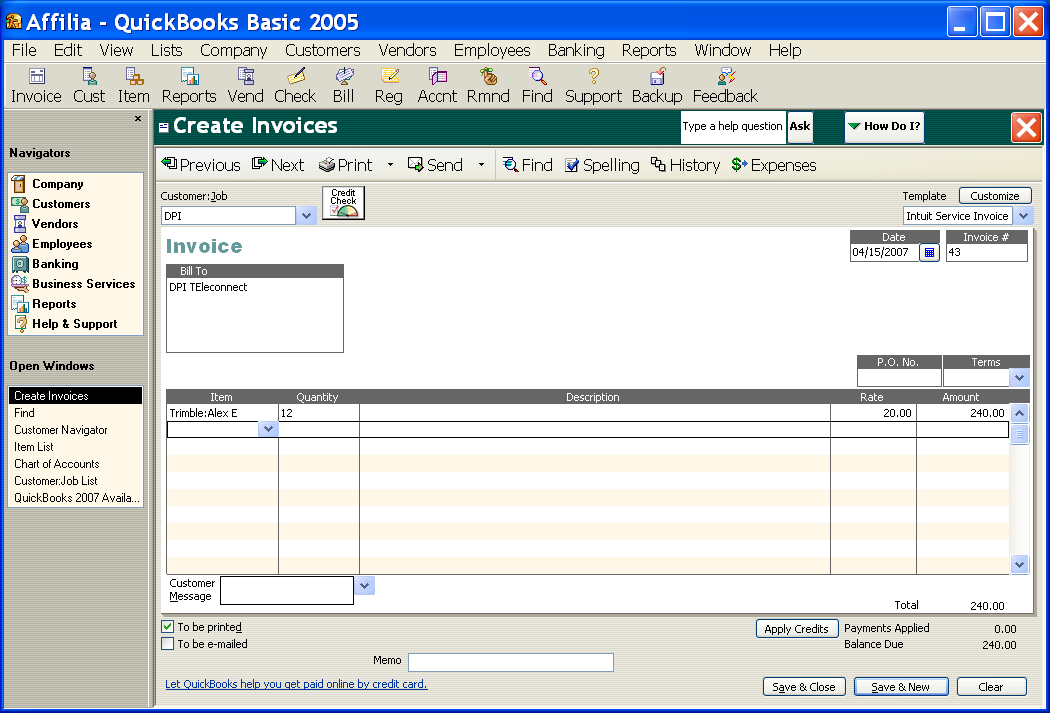 Affilia - QuickBooks Basic 2005
File Edit View Lists Company Customers Vendors Employees Banking Reports Window Help
Invoice Cust Item Reports Vend Check Bill Reg Accnt Rmnd Find Support Backup Feedback
Navigators
Company
Customers
Vendors
Employees
Banking
Business Services
Reports
Help & Support
Open Windows
Create Invoices
Find
Customer Navigator
Item List
Chart of Accounts
Customer:Job List
QuickBooks 2007 Availa...
Create Invoices
Type a help question Ask How Do I?
Previous Next Print Send Find Spelling History Expenses
Customer:Job
DPI
Credit
Check
Template Customize
Intuit Service Invoice
Invoice
Date Invoice #
04/15/2007 43
Bill To
DPI TEleconnect
P.O. No. Terms
Item Quantity Description Rate Amount
Trimble:Alex E 12 20.00 240.00
Customer
Message
Total 240.00
To be printed
To be e-mailed
Apply Credits
Payments Applied 0.00
Balance Due 240.00
Memo
Let QuickBooks help you get paid online by credit card.
Save & Close Save & New Clear